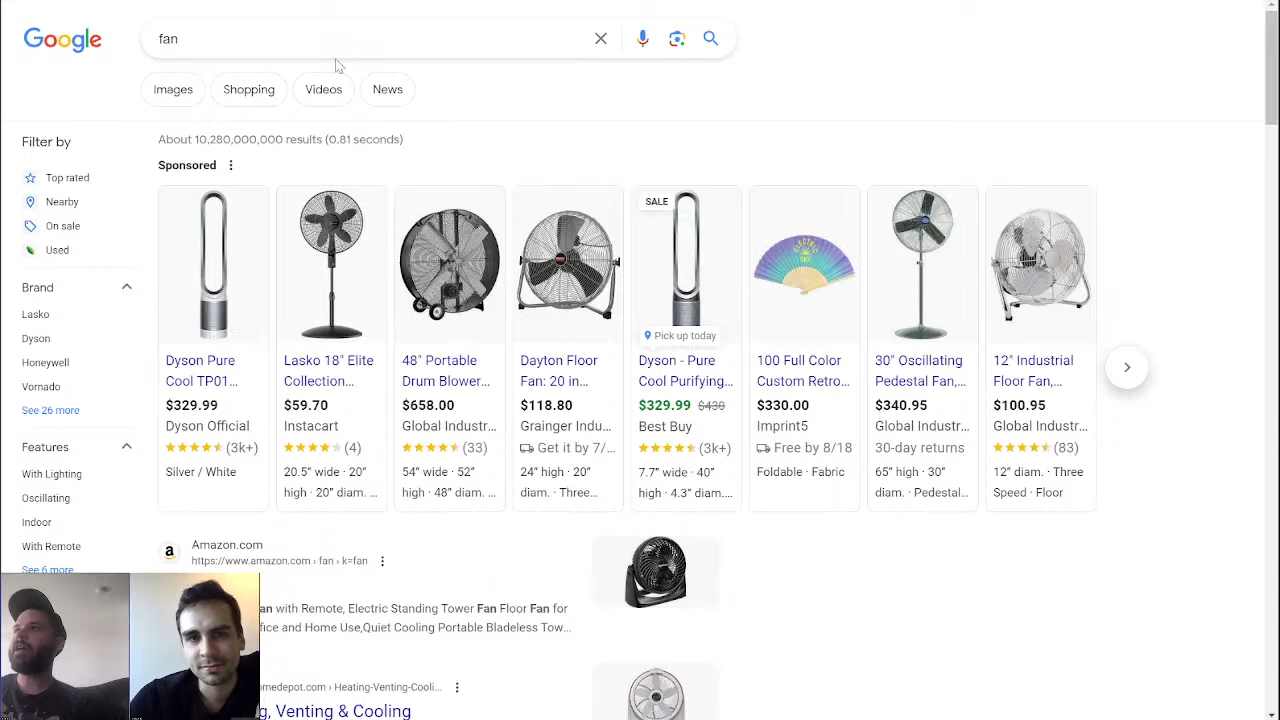 Google
fan
Images
Shopping
Videos
News
Filter by
Top rated
Nearby
On sale
Used
Brand
Lasko
Dyson
Honeywell
Vornado
See 26 more
Features
With Lighting
Oscillating
Indoor
With Remote
See 6 more
About 10,280,000,000 results (0.81 seconds)
Sponsored
Dyson Pure
Cool TP01...
$329.99
Dyson Official
(3k+)
Silver / White
Lasko 18" Elite
Collection...
$59.70
Instacart
(4)
20.5″ wide · 20″
high · 20″ diam. ...
48" Portable
Drum Blower...
$658.00
Global Industr...
(33)
54″ wide · 52″
high · 48″ diam. ...
Dayton Floor
Fan: 20 in...
$118.80
Grainger Indu...
Get it by 7/...
24″ high · 20″
diam. · Three...
SALE
Pick up today
Dyson - Pure
Cool Purifying...
$329.99 $430
Best Buy
(3k+)
7.7″ wide · 40″
high · 4.3″ diam....
ELECTRIC
100 Full Color
Custom Retro...
$330.00
Imprint5
Free by 8/18
Foldable · Fabric
30" Oscillating
Pedestal Fan,...
$340.95
Global Industr...
30-day returns
65″ high · 30″
diam. · Pedestal...
12" Industrial
Floor Fan,...
$100.95
Global Industr...
(83)
12″ diam. · Three
Speed · Floor
a
Amazon.com
https://www.amazon.com › fan › k=fan
an with Remote, Electric Standing Tower Fan Floor Fan for
fice and Home Use,Quiet Cooling Portable Bladeless Tow...
omedepot.com › Heating-Venting-Cooli...
g, Venting & Cooling